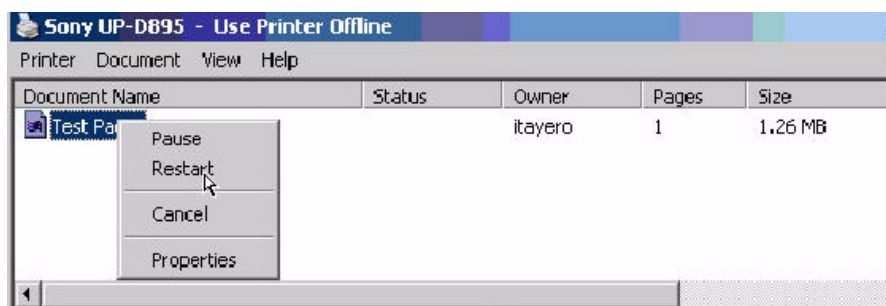 Sony UP-D895 - Use Printer Offline
Printer Document View Help
Document Name Status Owner Pages Size
Test itayero 1 1.26 MB
Pause
Restart
Cancel
Properties